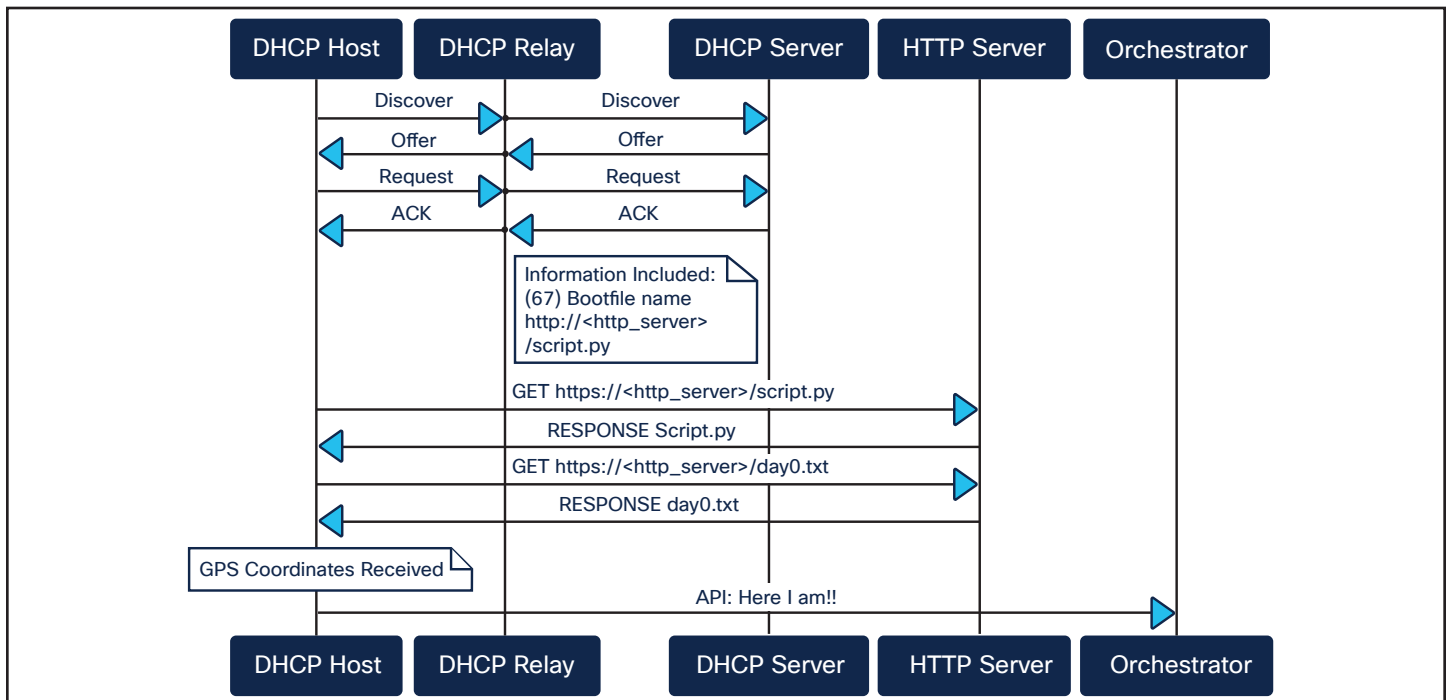 DHCP Host
DHCP Relay
DHCP Server
HTTP Server
Orchestrator
Discover
Discover
Offer
Offer
Request
Request
ACK
ACK
Information Included:
(67) Bootfile name
http://<http_server>
/script.py
GET https://<http_server>/script.py
RESPONSE Script.py
GET https://<http_server>/day0.txt
RESPONSE day0.txt
GPS Coordinates Received
API: Here I am!!
DHCP Host
DHCP Relay
DHCP Server
HTTP Server
Orchestrator